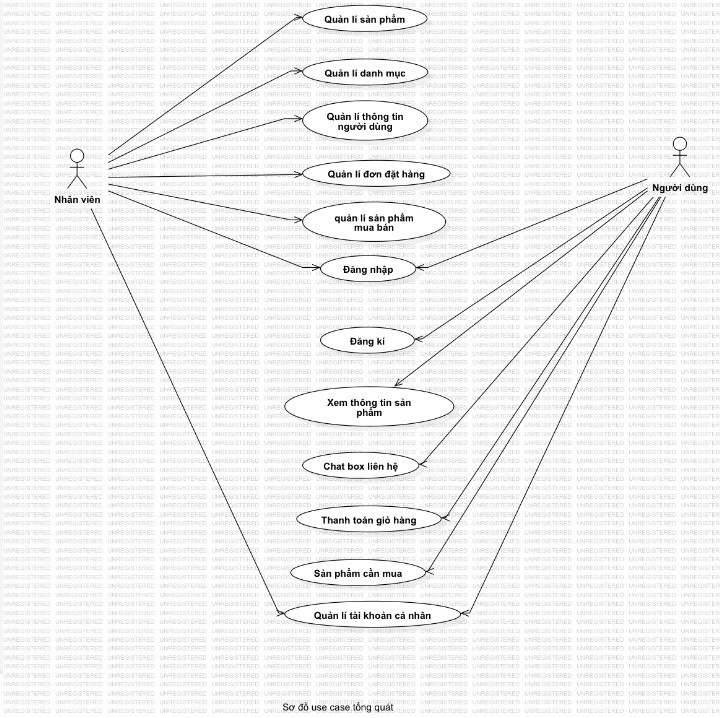 Quản lí sản phẩm
Quản lí danh mục
Quản lí thông tin
người dùng
Quản lí đơn đặt hàng
Nhân viên
Người dùng
quản lí sản phẩm
mua bán
Đăng nhập
Đăng kí
Xem thông tin sản
phẩm
Chat box liên hệ
Thanh toán giỏ hàng
Sản phẩm cần mua
Quản lí tài khoản cá nhân
Sơ đồ use case tổng quát
UNREGISTERED